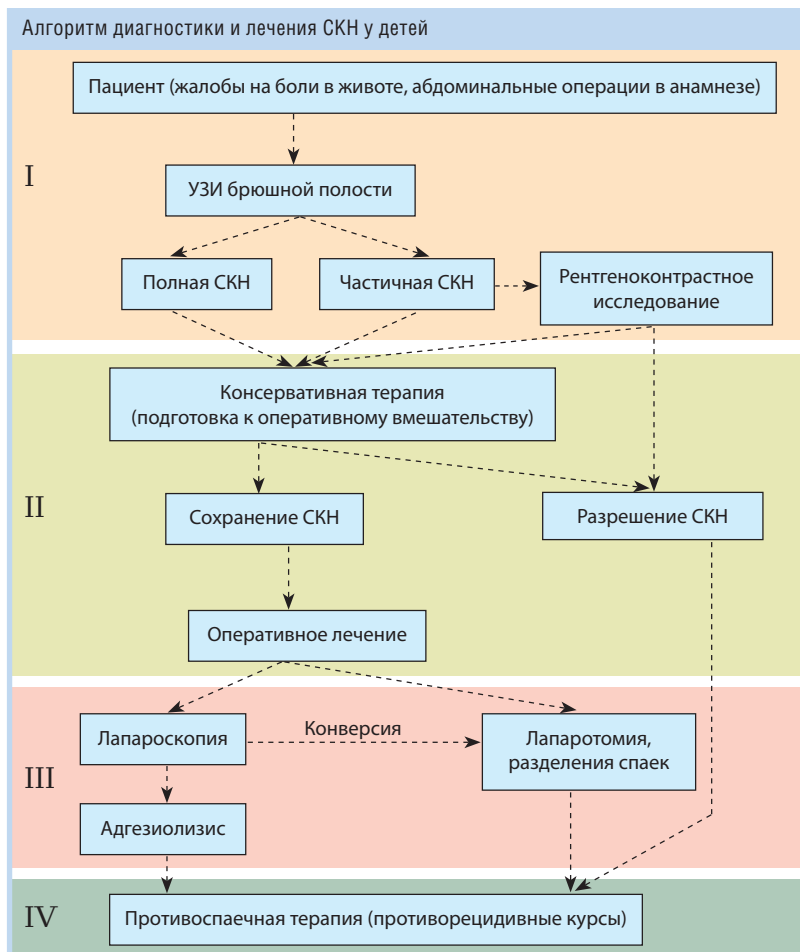 Алгоритм диагностики и лечения СКН у детей
Пациент (жалобы на боли в животе, абдоминальные операции в анамнезе)
I
УЗИ брюшной полости
Полная СКН
Частичная СКН
Рентгеноконтрастное
исследование
Консервативная терапия
(подготовка к оперативному вмешательству)
II
Сохранение СКН
Разрешение СКН
Оперативное лечение
Лапароскопия
Конверсия
Лапаротомия,
разделения спаек
III
Адгезиолизис
IV
Противоспаечная терапия (противорецидивные курсы)